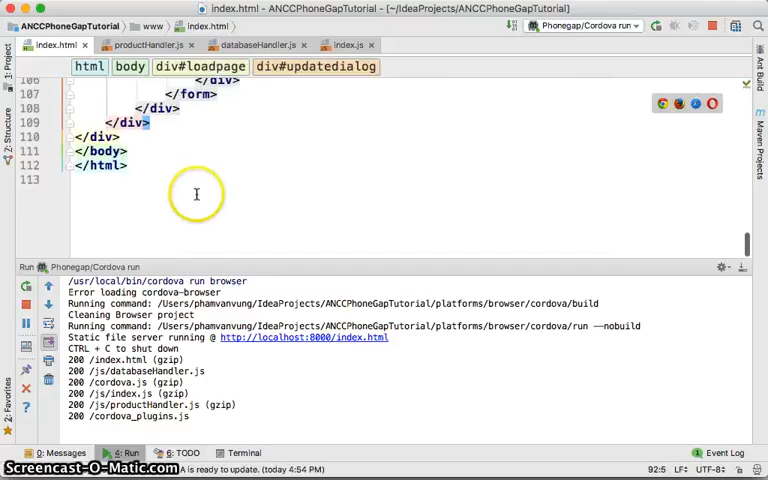 index.html - ANCCPhoneGapTutorial - [~/IdeaProjects/ANCCPhoneGapTutorial]
ANCCPhoneGapTutorial www index.html Phonegap/Cordova run
index.html productHandler.js databaseHandler.js index.js
html body div#loadpage div#updatedialog
1: Project
2: Structure
2: Favorites
Ant Build
Maven Projects
106 </div>
107 </form>
108 </div>
109 </div>
110 </div>
111 </body>
112 </html>
113
Run Phonegap/Cordova run
/usr/local/bin/cordova run browser
Error loading cordova-browser
Running command: /Users/phamvanvung/IdeaProjects/ANCCPhoneGapTutorial/platforms/browser/cordova/build
Cleaning Browser project
Running command: /Users/phamvanvung/IdeaProjects/ANCCPhoneGapTutorial/platforms/browser/cordova/run --nobuild
Static file server running @ http://localhost:8000/index.html
CTRL + C to shut down
200 /index.html (gzip)
200 /js/databaseHandler.js
200 /cordova.js (gzip)
200 /js/index.js (gzip)
200 /js/productHandler.js (gzip)
200 /cordova_plugins.js
0: Messages 4: Run 6: TODO Terminal Event Log
Screencast-O-Matic.com A is ready to update. (today 4:54 PM) 92:5 LF÷ UTF-8÷